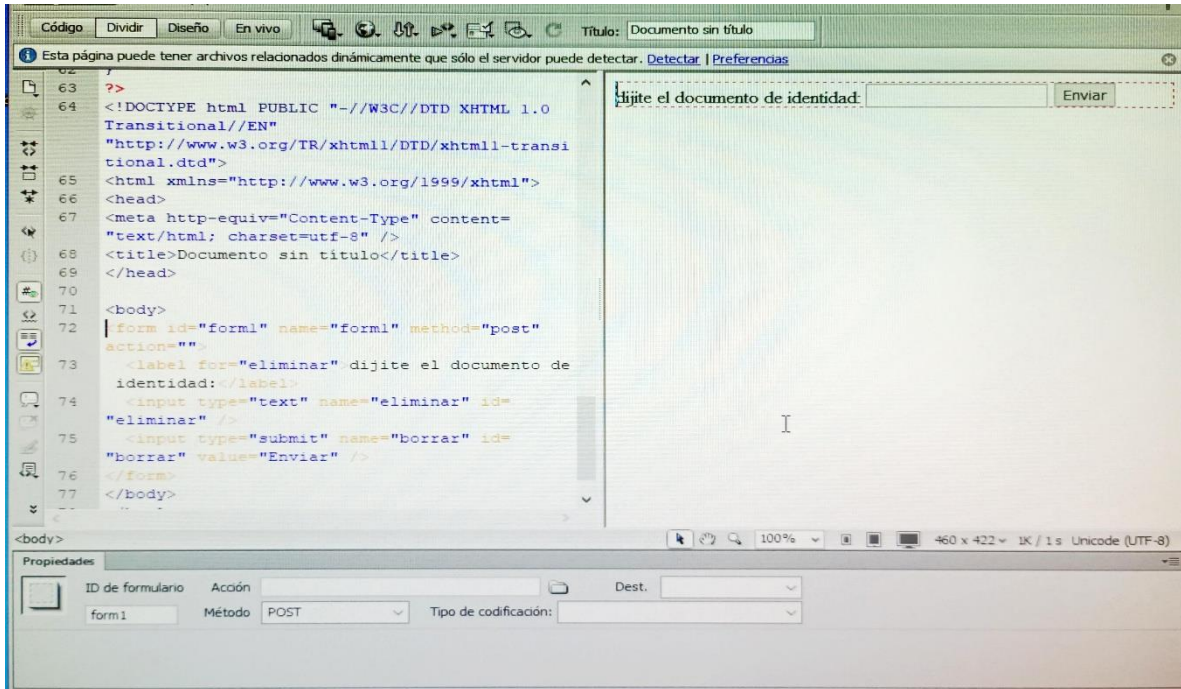 Código Dividir Diseño En vivo Título: Documento sin título
Esta página puede tener archivos relacionados dinámicamente que sólo el servidor puede detectar. Detectar | Preferencias
62 }
63 ?>
64 <!DOCTYPE html PUBLIC "-//W3C//DTD XHTML 1.0
Transitional//EN"
"http://www.w3.org/TR/xhtml1/DTD/xhtml1-transi
tional.dtd">
65 <html xmlns="http://www.w3.org/1999/xhtml">
66 <head>
67 <meta http-equiv="Content-Type" content=
"text/html; charset=utf-8" />
68 <title>Documento sin título</title>
69 </head>
70
71 <body>
72 <form id="form1" name="form1" method="post"
action="">
73 <label for="eliminar">dijite el documento de
identidad:</label>
74 <input type="text" name="eliminar" id=
"eliminar" />
75 <input type="submit" name="borrar" id=
"borrar" value="Enviar" />
76 </form>
77 </body>
dijite el documento de identidad: Enviar
<body> 100% 460 x 422 1K / 1 s Unicode (UTF-8)
Propiedades
ID de formulario Acción Dest.
form1 Método POST Tipo de codificación: